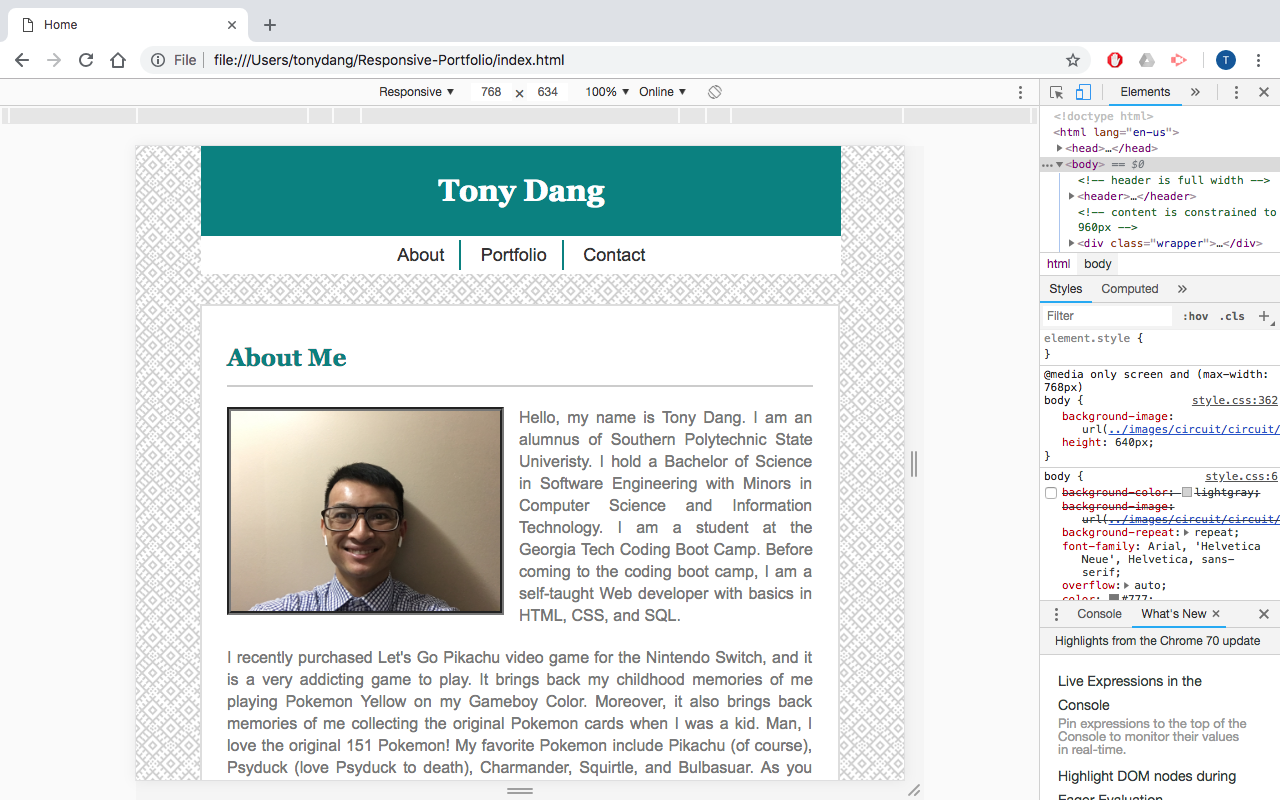 Home
File file:///Users/tonydang/Responsive-Portfolio/index.html
T
Responsive 768 × 634 100% Online
Elements
Tony Dang
About Portfolio Contact
About Me
Hello, my name is Tony Dang. I am an
alumnus of Southern Polytechnic State
Univeristy. I hold a Bachelor of Science
in Software Engineering with Minors in
Computer Science and Information
Technology. I am a student at the
Georgia Tech Coding Boot Camp. Before
coming to the coding boot camp, I am a
self-taught Web developer with basics in
HTML, CSS, and SQL.
I recently purchased Let's Go Pikachu video game for the Nintendo Switch, and it
is a very addicting game to play. It brings back my childhood memories of me
playing Pokemon Yellow on my Gameboy Color. Moreover, it also brings back
memories of me collecting the original Pokemon cards when I was a kid. Man, I
love the original 151 Pokemon! My favorite Pokemon include Pikachu (of course),
Psyduck (love Psyduck to death), Charmander, Squirtle, and Bulbasuar. As you
<!doctype html>
<html lang="en-us">
<head>…</head>
<body> == $0
<!-- header is full width -->
<header>…</header>
<!-- content is constrained to
960px -->
<div class="wrapper">…</div>
html body
Styles Computed
Filter :hov .cls
element.style {
}
@media only screen and (max-width:
768px)
body { style.css:362
background-image:
url(../images/circuit/circuit/
height: 640px;
}
body { style.css:6
background-color: lightgray;
background-image:
url(../images/circuit/circuit/
background-repeat: repeat;
font-family: Arial, 'Helvetica
Neue', Helvetica, sans-
serif;
overflow: auto;
color: #777;
Console What's New
Highlights from the Chrome 70 update
Live Expressions in the
Console
Pin expressions to the top of the
Console to monitor their values
in real-time.
Highlight DOM nodes during
Eager Evaluation